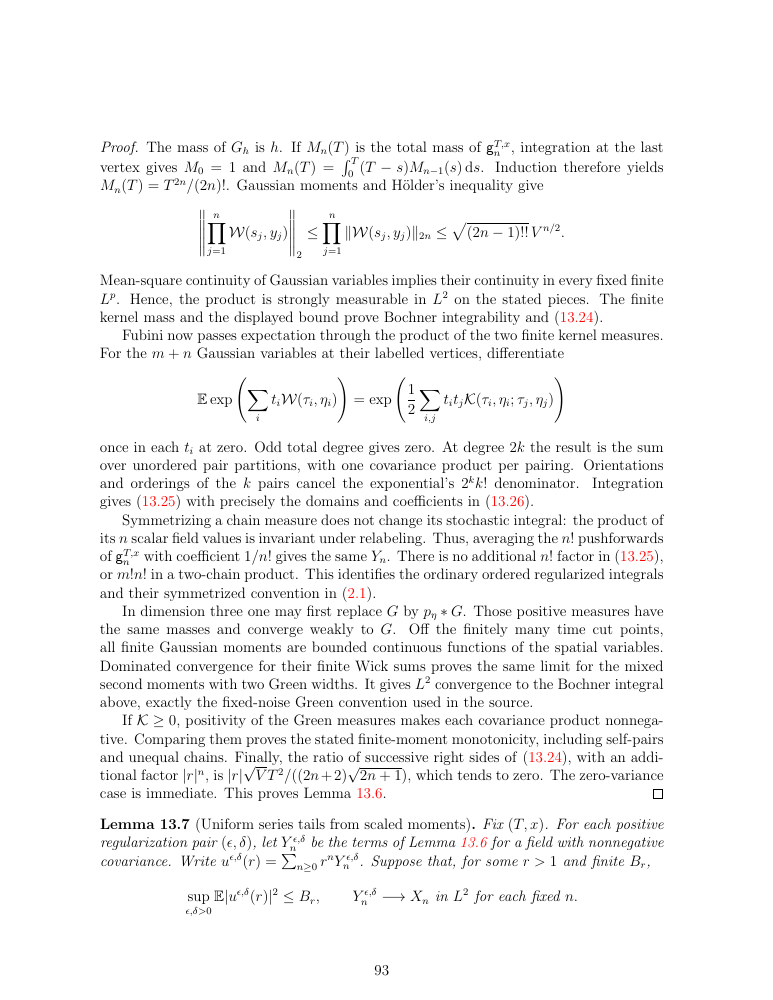 Proof. The mass of G_h is h. If M_n(T) is the total mass of g_n^{T,x}, integration at the last
vertex gives M_0 = 1 and M_n(T) = ∫_0^T (T − s)M_{n−1}(s) ds. Induction therefore yields
M_n(T) = T^{2n}/(2n)!. Gaussian moments and Hölder's inequality give
‖∏_{j=1}^n W(s_j, y_j)‖_2 ≤ ∏_{j=1}^n ‖W(s_j, y_j)‖_{2n} ≤ √((2n − 1)!!) V^{n/2}.
Mean-square continuity of Gaussian variables implies their continuity in every fixed finite
L^p. Hence, the product is strongly measurable in L^2 on the stated pieces. The finite
kernel mass and the displayed bound prove Bochner integrability and (13.24).
Fubini now passes expectation through the product of the two finite kernel measures.
For the m + n Gaussian variables at their labelled vertices, differentiate
𝔼 exp (∑_i t_i W(τ_i, η_i)) = exp (1/2 ∑_{i,j} t_i t_j K(τ_i, η_i; τ_j, η_j))
once in each t_i at zero. Odd total degree gives zero. At degree 2k the result is the sum
over unordered pair partitions, with one covariance product per pairing. Orientations
and orderings of the k pairs cancel the exponential's 2^k k! denominator. Integration
gives (13.25) with precisely the domains and coefficients in (13.26).
Symmetrizing a chain measure does not change its stochastic integral: the product of
its n scalar field values is invariant under relabeling. Thus, averaging the n! pushforwards
of g_n^{T,x} with coefficient 1/n! gives the same Y_n. There is no additional n! factor in (13.25),
or m!n! in a two-chain product. This identifies the ordinary ordered regularized integrals
and their symmetrized convention in (2.1).
In dimension three one may first replace G by p_η ∗ G. Those positive measures have
the same masses and converge weakly to G. Off the finitely many time cut points,
all finite Gaussian moments are bounded continuous functions of the spatial variables.
Dominated convergence for their finite Wick sums proves the same limit for the mixed
second moments with two Green widths. It gives L^2 convergence to the Bochner integral
above, exactly the fixed-noise Green convention used in the source.
If K ≥ 0, positivity of the Green measures makes each covariance product nonnega-
tive. Comparing them proves the stated finite-moment monotonicity, including self-pairs
and unequal chains. Finally, the ratio of successive right sides of (13.24), with an addi-
tional factor |r|^n, is |r|√V T^2/((2n+2)√(2n + 1)), which tends to zero. The zero-variance
case is immediate. This proves Lemma 13.6. □
Lemma 13.7 (Uniform series tails from scaled moments). Fix (T, x). For each positive
regularization pair (ϵ, δ), let Y_n^{ϵ,δ} be the terms of Lemma 13.6 for a field with nonnegative
covariance. Write u^{ϵ,δ}(r) = ∑_{n≥0} r^n Y_n^{ϵ,δ}. Suppose that, for some r > 1 and finite B_r,
sup_{ϵ,δ>0} 𝔼|u^{ϵ,δ}(r)|^2 ≤ B_r, Y_n^{ϵ,δ} ⟶ X_n in L^2 for each fixed n.
93